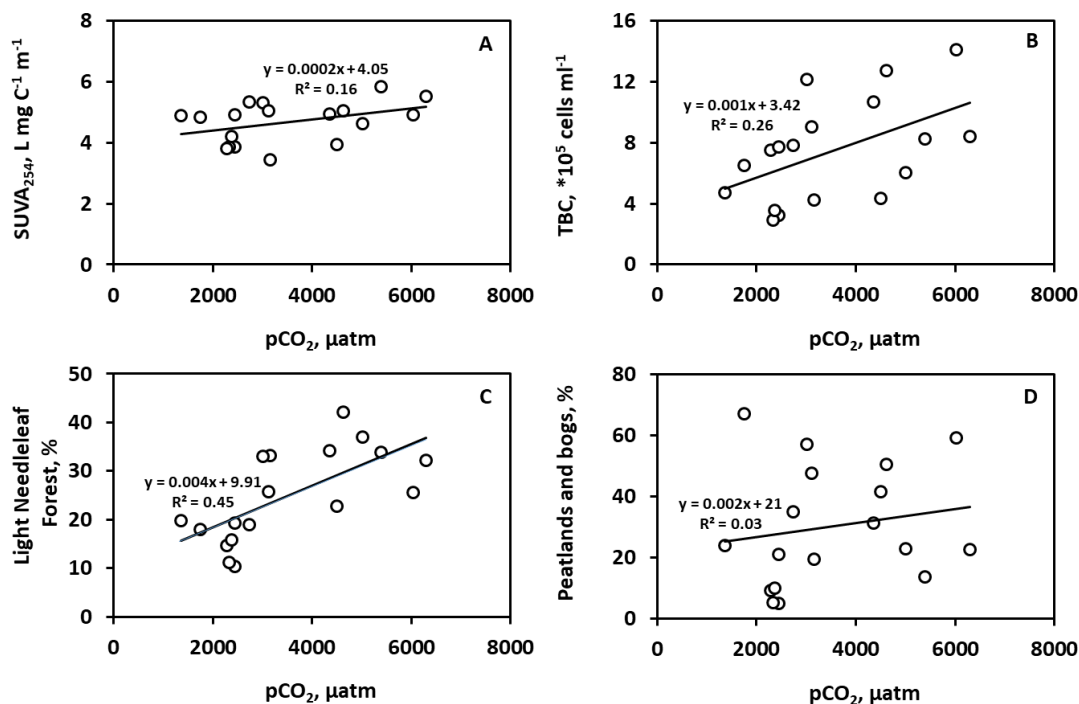 8
6
4
2
0
SUVA₂₅₄, L mg C⁻¹ m⁻¹
A
y = 0.0002x + 4.05
R² = 0.16
0 2000 4000 6000 8000
pCO₂, µatm
16
12
8
4
0
TBC, *10⁵ cells ml⁻¹
B
y = 0.001x + 3.42
R² = 0.26
0 2000 4000 6000 8000
pCO₂, µatm
50
40
30
20
10
0
Light Needleleaf
Forest, %
C
y = 0.004x + 9.91
R² = 0.45
0 2000 4000 6000 8000
pCO₂, µatm
80
60
40
20
0
Peatlands and bogs, %
D
y = 0.002x + 21
R² = 0.03
0 2000 4000 6000 8000
pCO₂, µatm